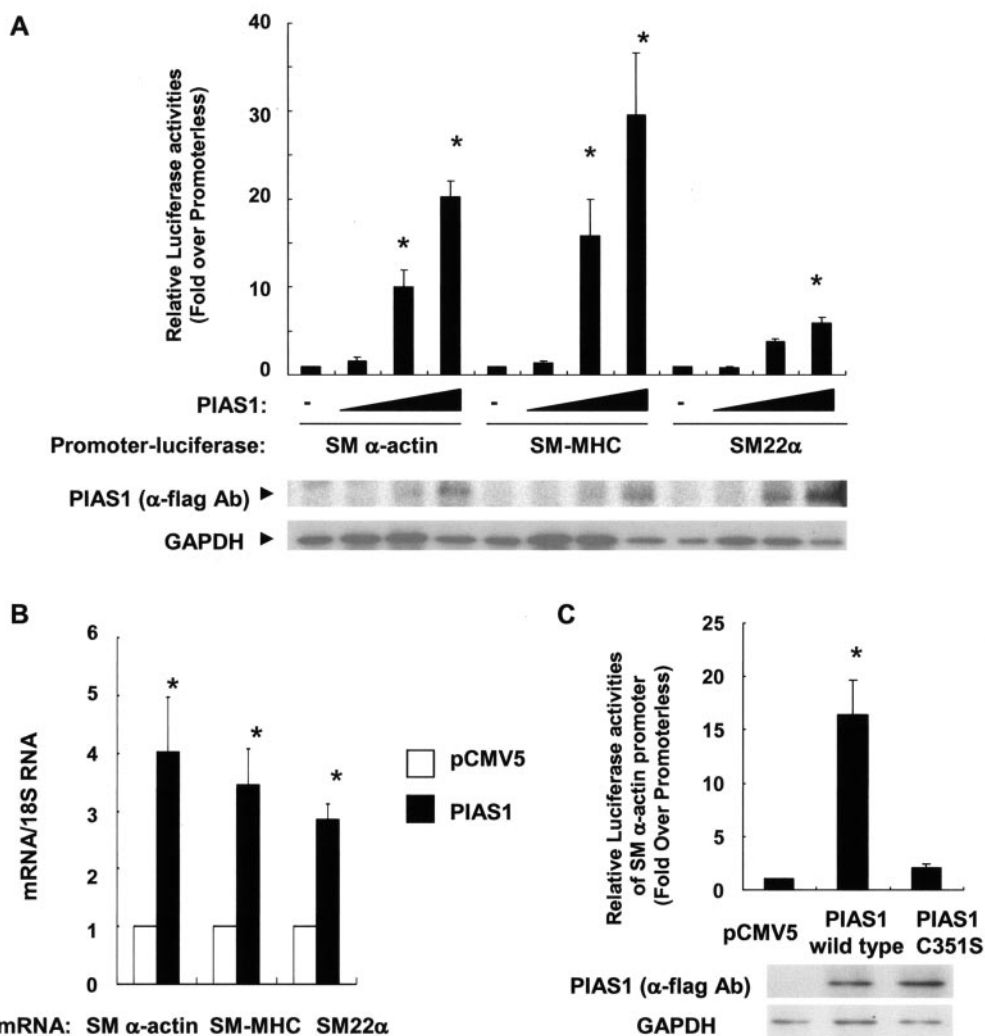 A
Relative Luciferase activities
(Fold over Promoterless)
40
30
20
10
0
*
*
*
*
*
PIAS1:
-
-
-
Promoter-luciferase:
SM α-actin
SM-MHC
SM22α
PIAS1 (α-flag Ab)
GAPDH
B
mRNA/18S RNA
6
5
4
3
2
1
0
*
*
*
pCMV5
PIAS1
mRNA: SM α-actin SM-MHC SM22α
C
Relative Luciferase activities
of SM α-actin promoter
(Fold Over Promoterless)
25
20
15
10
5
0
*
pCMV5
PIAS1
wild type
PIAS1
C351S
PIAS1 (α-flag Ab)
GAPDH